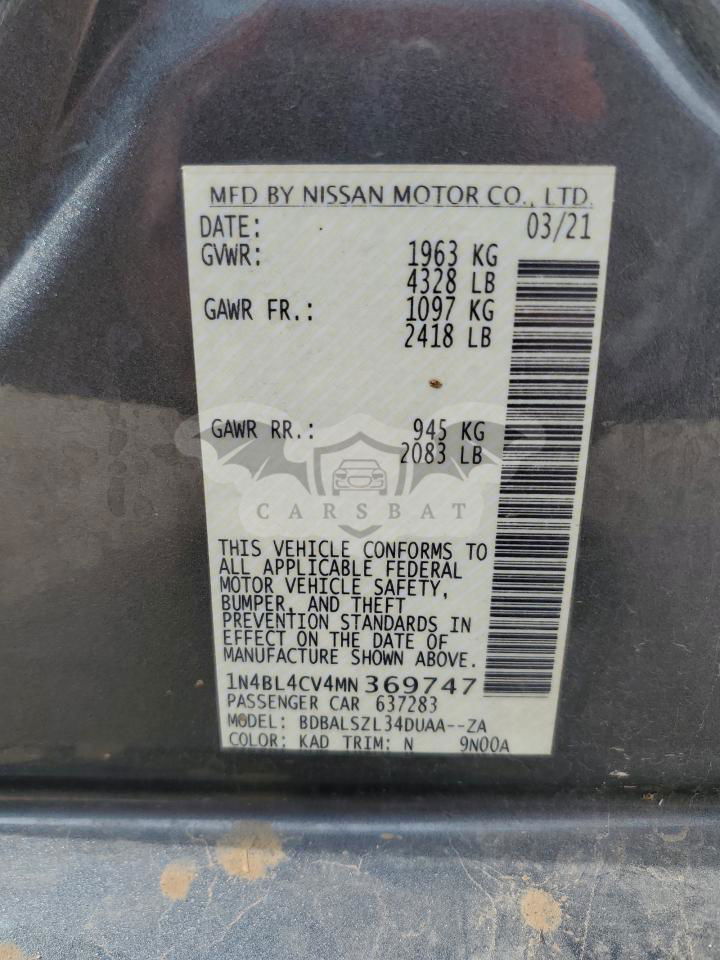 MFD BY NISSAN MOTOR CO., LTD.
DATE: 03/21
GVWR: 1963 KG
4328 LB
GAWR FR.: 1097 KG
2418 LB
GAWR RR.: 945 KG
2083 LB
CARSBAT
THIS VEHICLE CONFORMS TO
ALL APPLICABLE FEDERAL
MOTOR VEHICLE SAFETY,
BUMPER, AND THEFT
PREVENTION STANDARDS IN
EFFECT ON THE DATE OF
MANUFACTURE SHOWN ABOVE.
1N4BL4CV4MN369747
PASSENGER CAR 637283
MODEL: BDBALSZL34DUAA--ZA
COLOR: KAD TRIM: N 9N00A